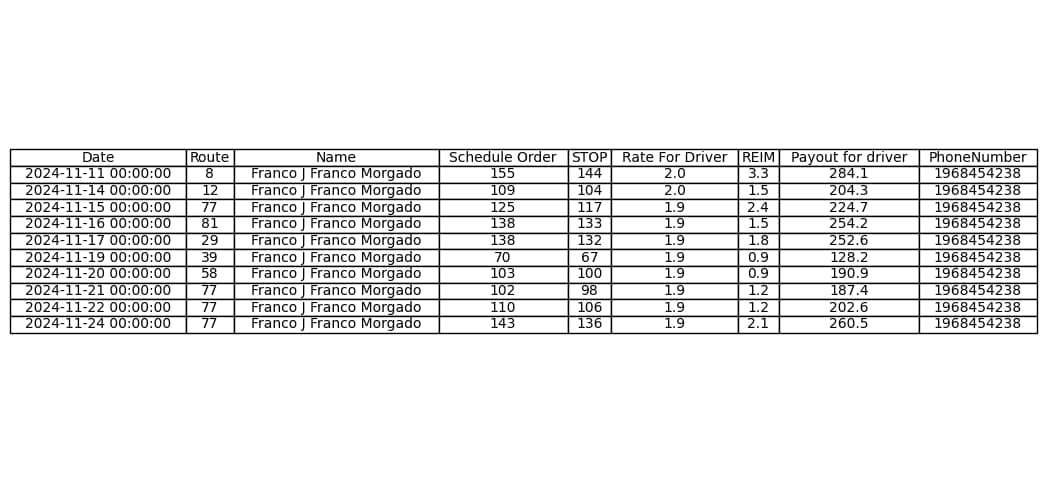 Date Route Name Schedule Order STOP Rate For Driver REIM Payout for driver PhoneNumber
2024-11-11 00:00:00 8 Franco J Franco Morgado 155 144 2.0 3.3 284.1 1968454238
2024-11-14 00:00:00 12 Franco J Franco Morgado 109 104 2.0 1.5 204.3 1968454238
2024-11-15 00:00:00 77 Franco J Franco Morgado 125 117 1.9 2.4 224.7 1968454238
2024-11-16 00:00:00 81 Franco J Franco Morgado 138 133 1.9 1.5 254.2 1968454238
2024-11-17 00:00:00 29 Franco J Franco Morgado 138 132 1.9 1.8 252.6 1968454238
2024-11-19 00:00:00 39 Franco J Franco Morgado 70 67 1.9 0.9 128.2 1968454238
2024-11-20 00:00:00 58 Franco J Franco Morgado 103 100 1.9 0.9 190.9 1968454238
2024-11-21 00:00:00 77 Franco J Franco Morgado 102 98 1.9 1.2 187.4 1968454238
2024-11-22 00:00:00 77 Franco J Franco Morgado 110 106 1.9 1.2 202.6 1968454238
2024-11-24 00:00:00 77 Franco J Franco Morgado 143 136 1.9 2.1 260.5 1968454238